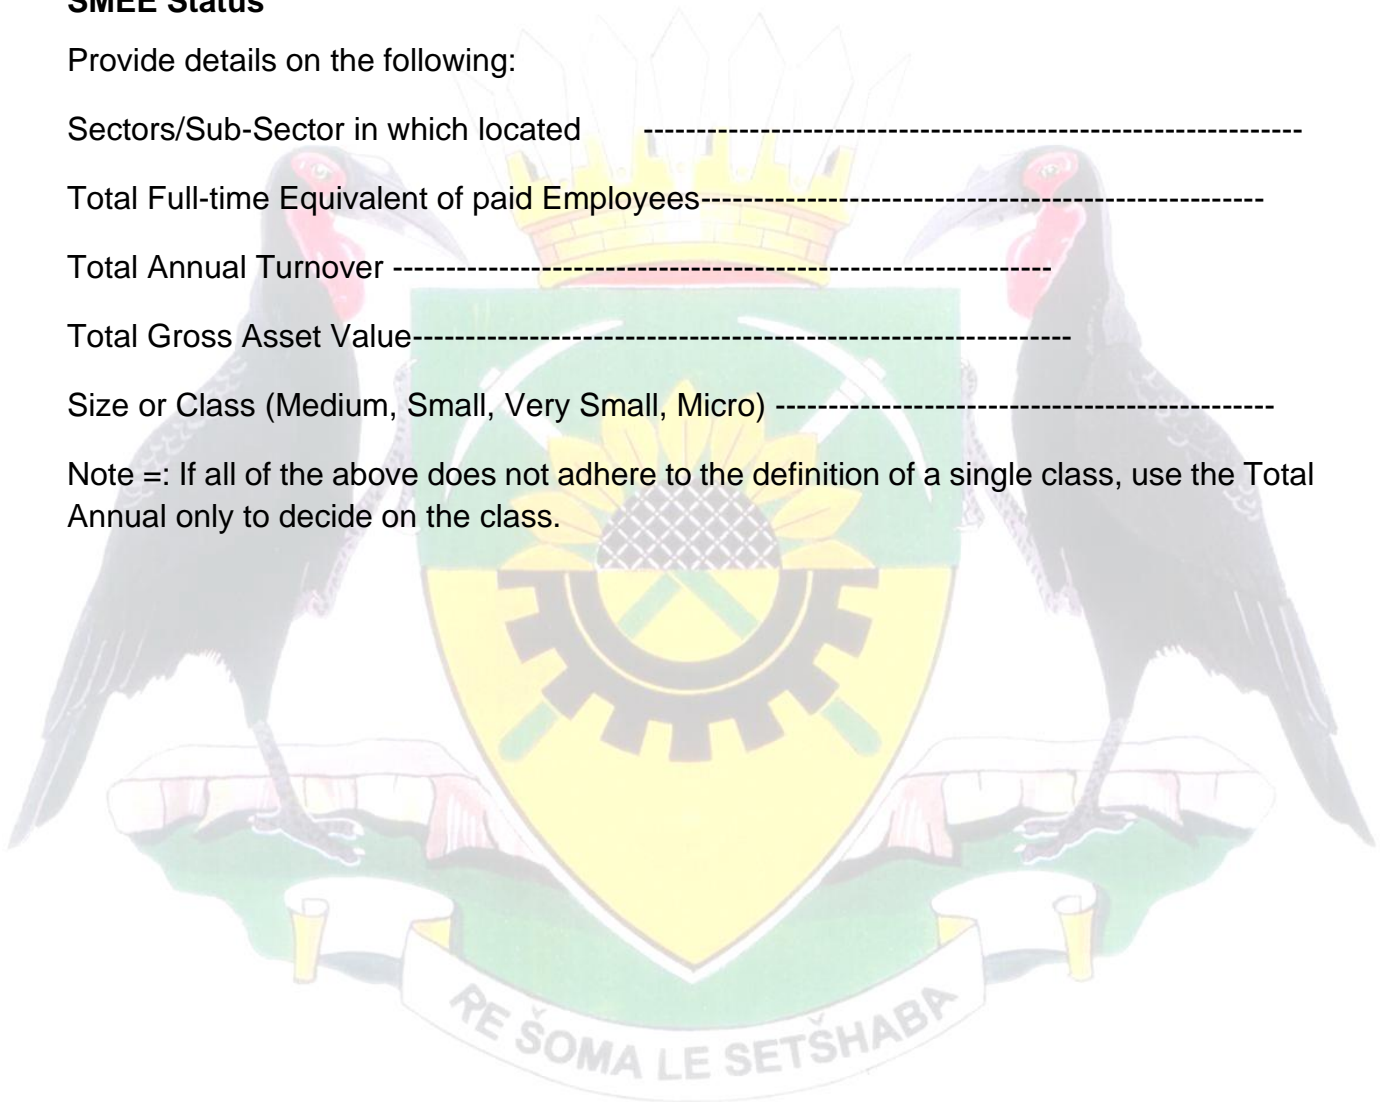 SMEE Status
Provide details on the following:
Sectors/Sub-Sector in which located -------------------------------------------------------------
Total Full-time Equivalent of paid Employees----------------------------------------------------
Total Annual Turnover -------------------------------------------------------------
Total Gross Asset Value-------------------------------------------------------------
Size or Class (Medium, Small, Very Small, Micro) ----------------------------------------------
Note =: If all of the above does not adhere to the definition of a single class, use the Total
Annual only to decide on the class.
RE ŠOMA LE SETŠHABA